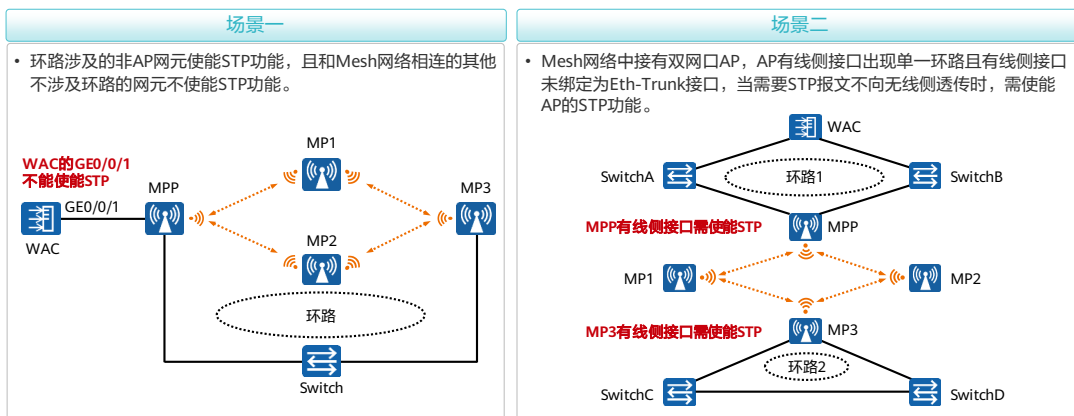 场景一
• 环路涉及的非AP网元使能STP功能，且和Mesh网络相连的其他
不涉及环路的网元不使能STP功能。
WAC的GE0/0/1
不能使能STP
MPP
GE0/0/1
WAC
MP1
MP3
MP2
环路
Switch
场景二
• Mesh网络中接有双网口AP，AP有线侧接口出现单一环路且有线侧接口
未绑定为Eth-Trunk接口，当需要STP报文不向无线侧透传时，需使能
AP的STP功能。
WAC
SwitchA
环路1
SwitchB
MPP有线侧接口需使能STP
MPP
MP1
MP2
MP3有线侧接口需使能STP
MP3
环路2
SwitchC
SwitchD